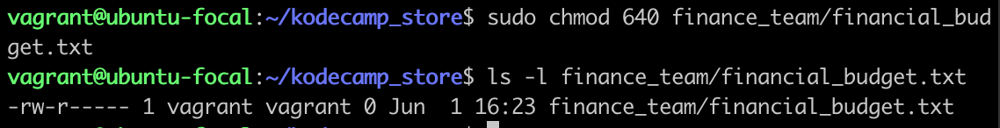 vagrant@ubuntu-focal:~/kodecamp_store$ sudo chmod 640 finance_team/financial_bud
get.txt
vagrant@ubuntu-focal:~/kodecamp_store$ ls -l finance_team/financial_budget.txt
-rw-r----- 1 vagrant vagrant 0 Jun  1 16:23 finance_team/financial_budget.txt